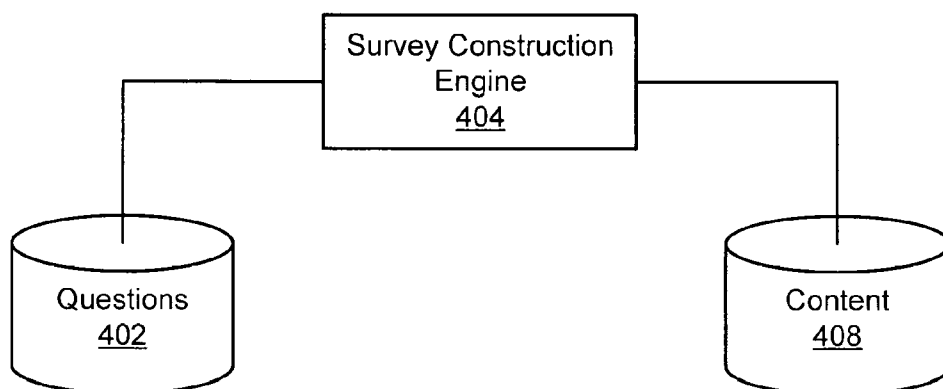 Survey Construction
Engine
404
Questions
402
Content
408